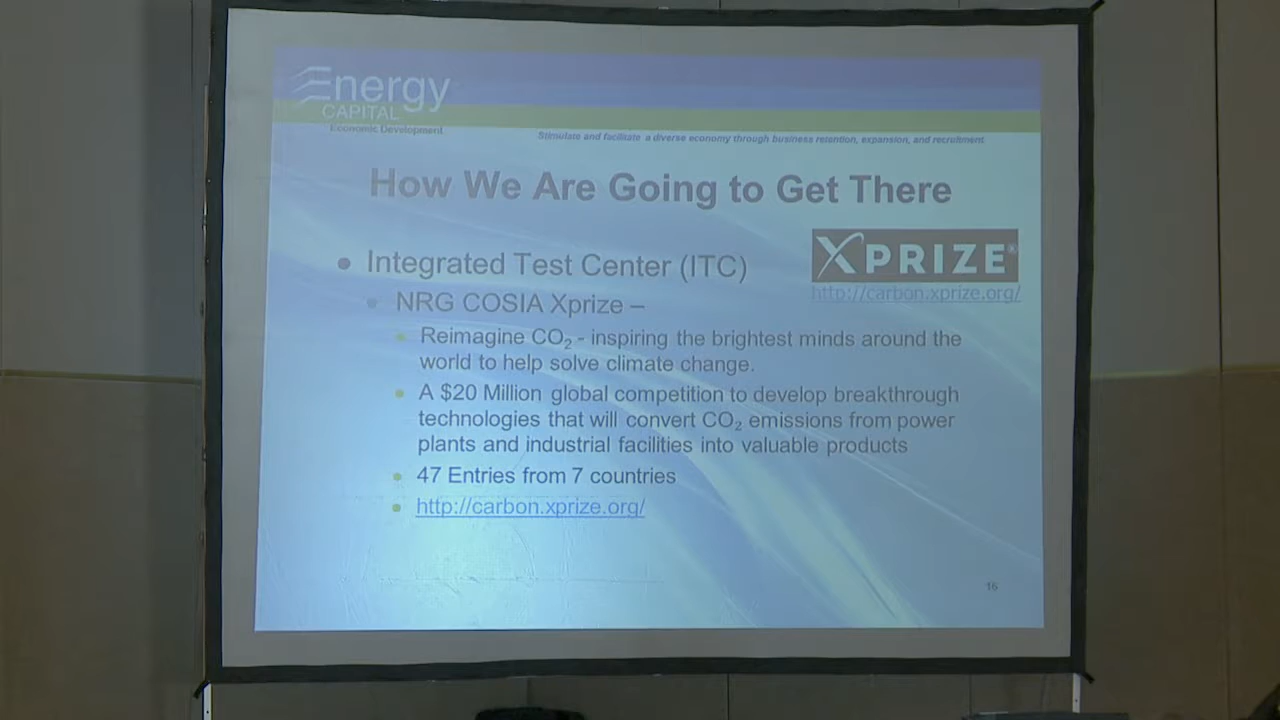 Energy
CAPITAL
Economic Development
Stimulate and facilitate a diverse economy through business retention, expansion, and recruitment
How We Are Going to Get There
XPRIZE®
http://carbon.xprize.org/
• Integrated Test Center (ITC)
• NRG COSIA Xprize –
• Reimagine CO₂ - inspiring the brightest minds around the
world to help solve climate change.
• A $20 Million global competition to develop breakthrough
technologies that will convert CO₂ emissions from power
plants and industrial facilities into valuable products
• 47 Entries from 7 countries
• http://carbon.xprize.org/
16